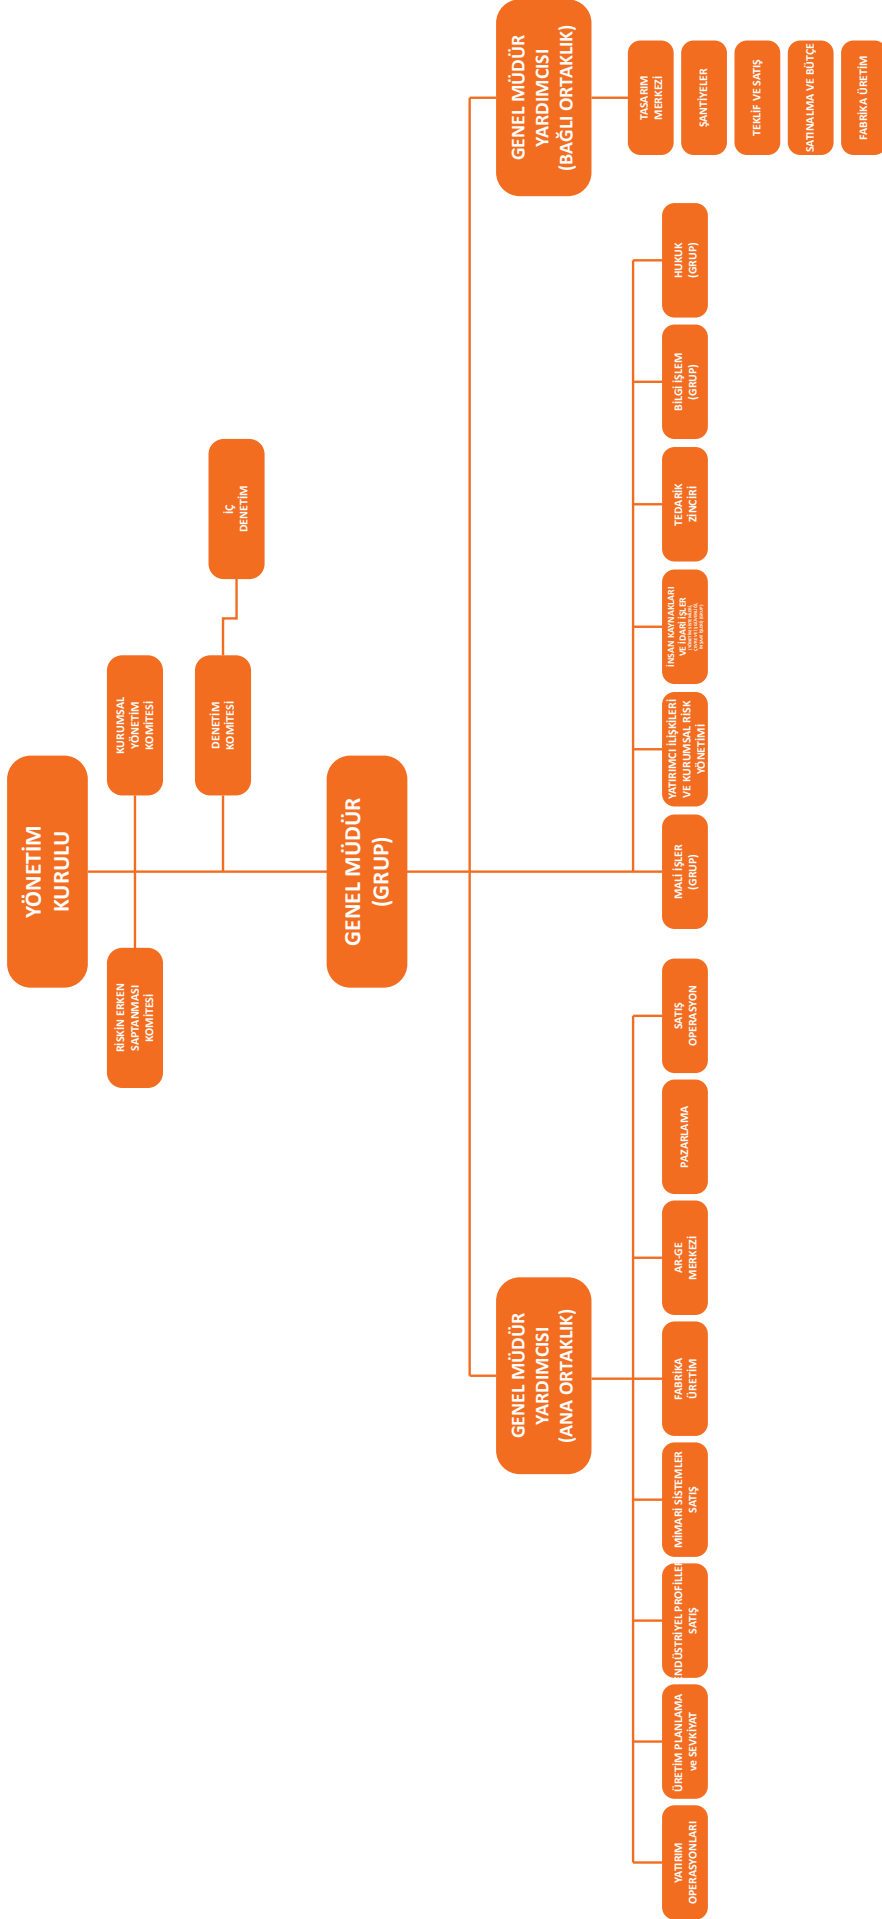 YÖNETİM
KURULU
RİSKİN ERKEN
SAPTANMASI
KOMİTESİ
KURUMSAL
YÖNETİM
KOMİTESİ
DENETİM
KOMİTESİ
İÇ
DENETİM
GENEL MÜDÜR
(GRUP)
GENEL MÜDÜR
YARDIMCISI
(ANA ORTAKLIK)
GENEL MÜDÜR
YARDIMCISI
(BAĞLI ORTAKLIK)
YATIRIM
OPERASYONLARI
ÜRETİM PLANLAMA
ve SEVKİYAT
ENDÜSTRİYEL PROFİLLER
SATIŞ
MİMARİ SİSTEMLER
SATIŞ
FABRİKA
ÜRETİM
AR-GE
MERKEZİ
PAZARLAMA
SATIŞ
OPERASYON
MALİ İŞLER
(GRUP)
YATIRIMCI İLİŞKİLERİ
VE KURUMSAL RİSK
YÖNETİMİ
İNSAN KAYNAKLARI
VE İDARİ İŞLER
TEDARİK
ZİNCİRİ
BİLGİ İŞLEM
(GRUP)
HUKUK
(GRUP)
TASARIM
MERKEZİ
ŞANTİYELER
TEKLİF VE SATIŞ
SATINALMA VE BÜTÇE
FABRİKA ÜRETİM